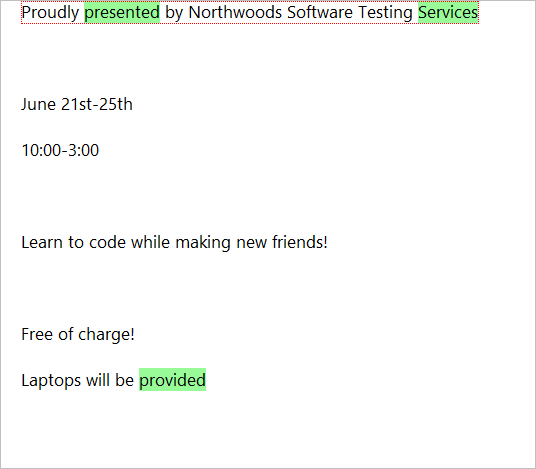 Proudly presented by Northwoods Software Testing Services
June 21st-25th
10:00-3:00
Learn to code while making new friends!
Free of charge!
Laptops will be provided